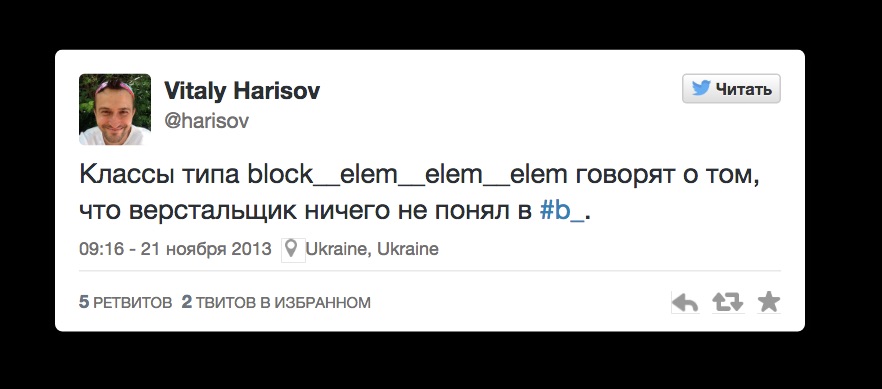 Vitaly Harisov
Читать
@harisov
Классы типа block__elem__elem__elem говорят о том,
что верстальщик ничего не понял в #b_.
09:16 - 21 ноября 2013 Ukraine, Ukraine
5 РЕТВИТОВ 2 ТВИТОВ В ИЗБРАННОМ